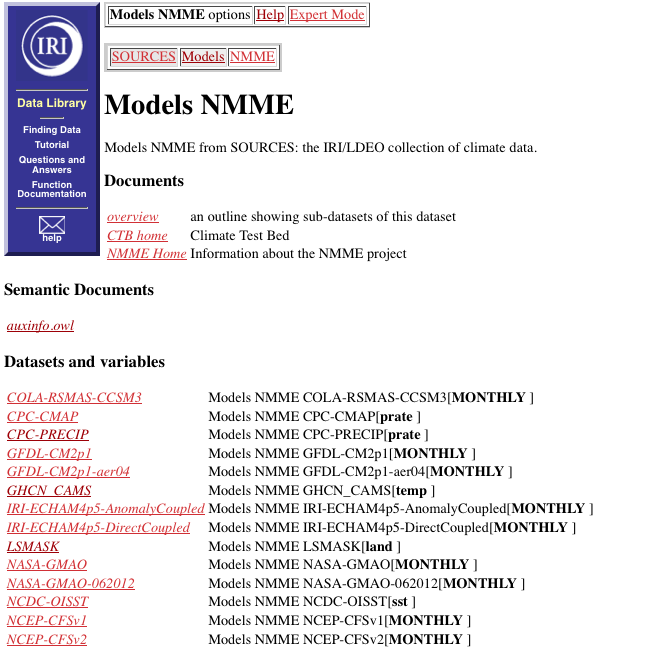 Models NMME options Help Expert Mode
SOURCES Models NMME
IRI
Data Library
Finding Data
Tutorial
Questions and
Answers
Function
Documentation
help
Models NMME
Models NMME from SOURCES: the IRI/LDEO collection of climate data.
Documents
overview an outline showing sub-datasets of this dataset
CTB home Climate Test Bed
NMME Home Information about the NMME project
Semantic Documents
auxinfo.owl
Datasets and variables
COLA-RSMAS-CCSM3 Models NMME COLA-RSMAS-CCSM3[MONTHLY ]
CPC-CMAP Models NMME CPC-CMAP[prate ]
CPC-PRECIP Models NMME CPC-PRECIP[prate ]
GFDL-CM2p1 Models NMME GFDL-CM2p1[MONTHLY ]
GFDL-CM2p1-aer04 Models NMME GFDL-CM2p1-aer04[MONTHLY ]
GHCN_CAMS Models NMME GHCN_CAMS[temp ]
IRI-ECHAM4p5-AnomalyCoupled Models NMME IRI-ECHAM4p5-AnomalyCoupled[MONTHLY ]
IRI-ECHAM4p5-DirectCoupled Models NMME IRI-ECHAM4p5-DirectCoupled[MONTHLY ]
LSMASK Models NMME LSMASK[land ]
NASA-GMAO Models NMME NASA-GMAO[MONTHLY ]
NASA-GMAO-062012 Models NMME NASA-GMAO-062012[MONTHLY ]
NCDC-OISST Models NMME NCDC-OISST[sst ]
NCEP-CFSv1 Models NMME NCEP-CFSv1[MONTHLY ]
NCEP-CFSv2 Models NMME NCEP-CFSv2[MONTHLY ]